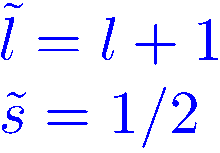 l̃ = l + 1
s̃ = 1/2